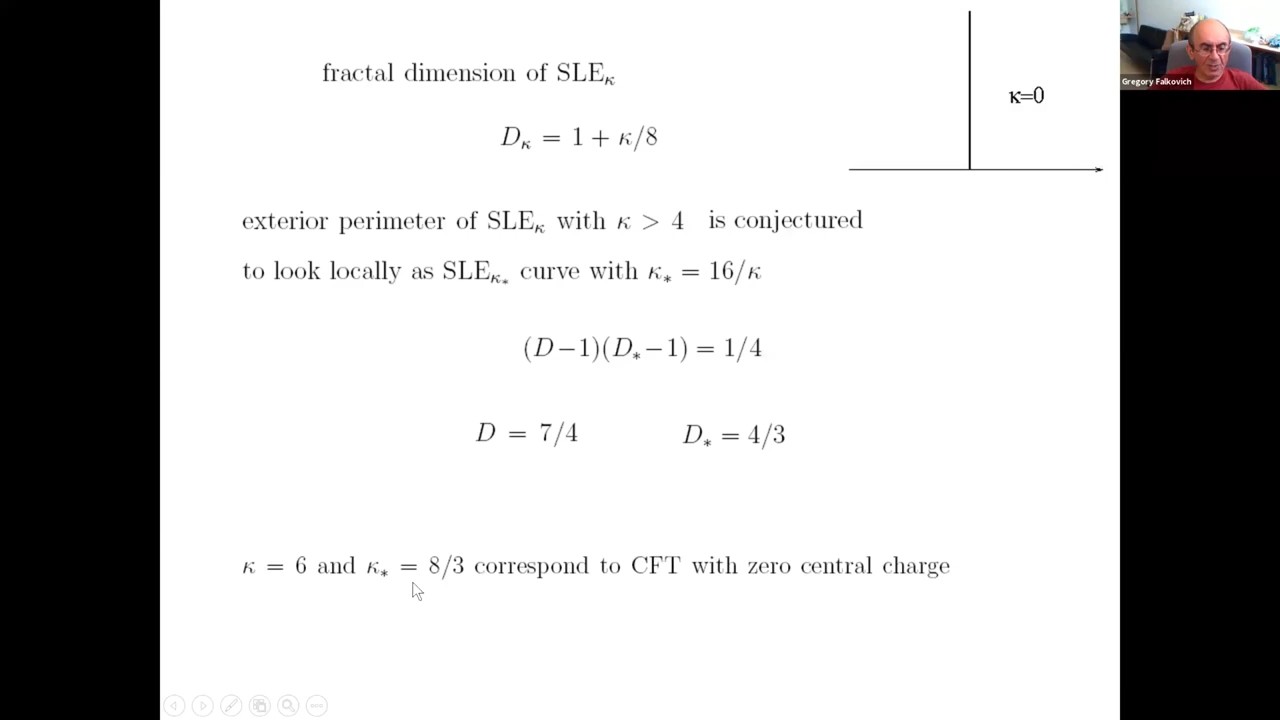 fractal dimension of SLE_κ
D_κ = 1 + κ/8
κ=0
Gregory Falkovich
exterior perimeter of SLE_κ with κ > 4 is conjectured
to look locally as SLE_κ* curve with κ_* = 16/κ
(D−1)(D_*−1) = 1/4
D = 7/4 D_* = 4/3
κ = 6 and κ_* = 8/3 correspond to CFT with zero central charge